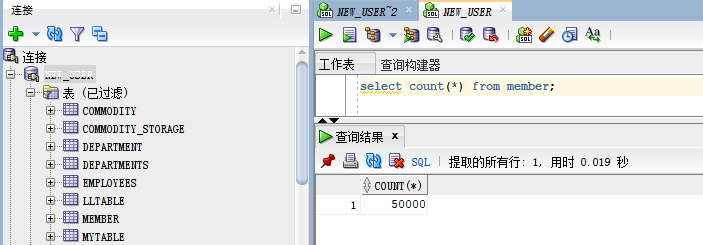 连接
连接
NEW_USER
表 (已过滤)
COMMODITY
COMMODITY_STORAGE
DEPARTMENT
DEPARTMENTS
EMPLOYEES
LLTABLE
MEMBER
MYTABLE
NEW_USER~2
NEW_USER
Aa
工作表 查询构建器
select count(*) from member;
查询结果 x
SQL | 提取的所有行: 1, 用时 0.019 秒
COUNT(*)
1 50000